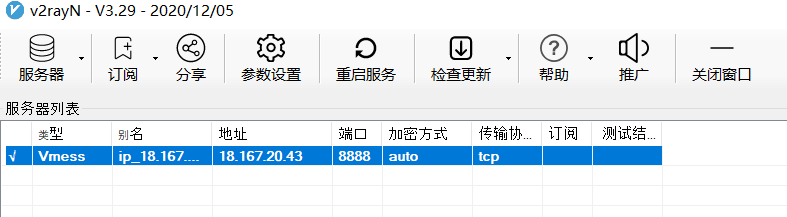 v2rayN - V3.29 - 2020/12/05
服务器 订阅 分享 参数设置 重启服务 检查更新 帮助 推广 关闭窗口
服务器列表
类型 别名 地址 端口 加密方式 传输协... 订阅 测试结...
√ Vmess ip_18.167.... 18.167.20.43 8888 auto tcp